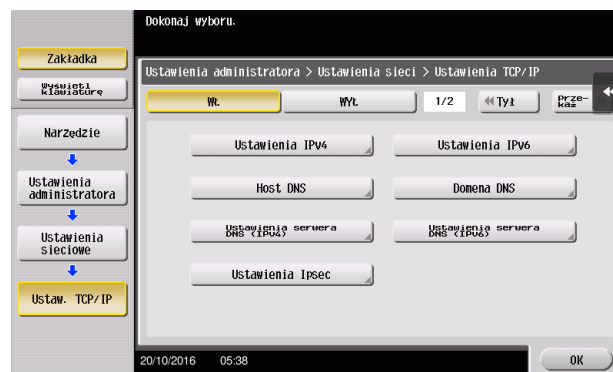 Dokonaj wyboru.
Zakładka
Wyświetl
klawiaturę
Ustawienia administratora > Ustawienia sieci > Ustawienia TCP/IP
WŁ
WYŁ
1/2
Tył
Prze-
każ
Narzędzie
Ustawienia
administratora
Ustawienia
sieciowe
Ustaw. TCP/IP
Ustawienia IPv4
Ustawienia IPv6
Host DNS
Domena DNS
Ustawienia serwera
DNS (IPv4)
Ustawienia serwera
DNS (IPv6)
Ustawienia Ipsec
20/10/2016 05:38
OK